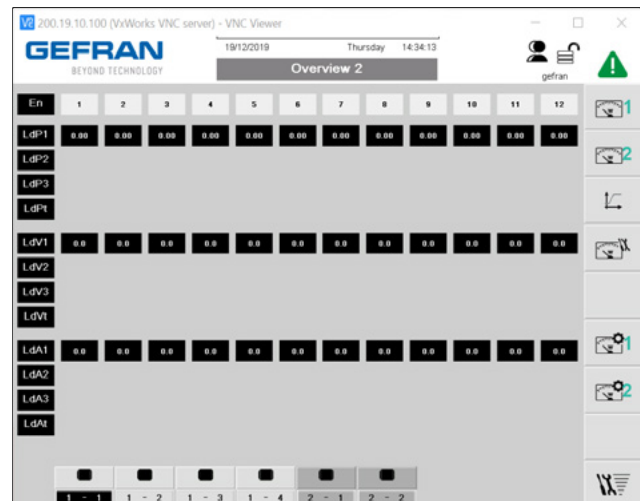 200.19.10.100 (VxWorks VNC server) - VNC Viewer
GEFRAN
BEYOND TECHNOLOGY
19/12/2019 Thursday 14:34:13
Overview 2
gefran
En 1 2 3 4 5 6 7 8 9 10 11 12
1
LdP1 0.00 0.00 0.00 0.00 0.00 0.00 0.00 0.00 0.00 0.00 0.00 0.00
LdP2
2
LdP3
LdPt
LdV1 0.0 0.0 0.0 0.0 0.0 0.0 0.0 0.0 0.0 0.0 0.0 0.0
LdV2
LdV3
LdVt
LdA1 0.0 0.0 0.0 0.0 0.0 0.0 0.0 0.0 0.0 0.0 0.0 0.0
1
LdA2
LdA3
2
LdAt
1 - 1 1 - 2 1 - 3 1 - 4 2 - 1 2 - 2